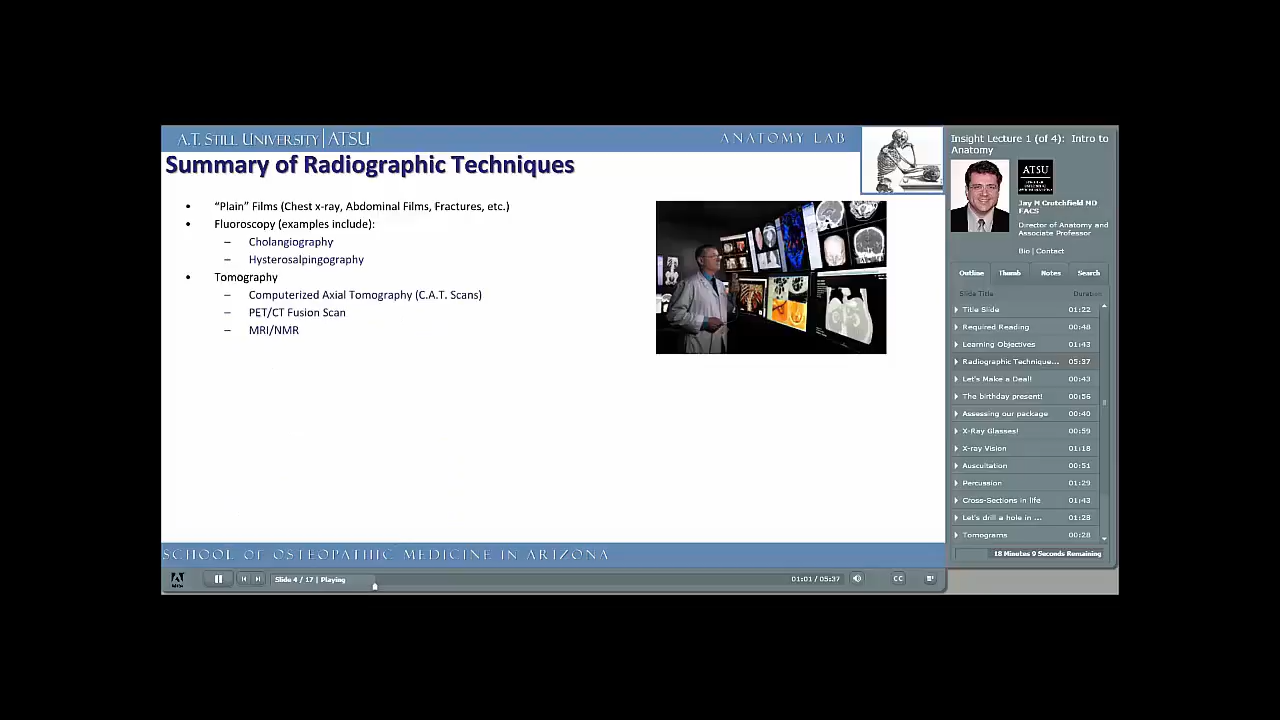 A.T. STILL UNIVERSITY | ATSU
ANATOMY LAB
Summary of Radiographic Techniques
• "Plain" Films (Chest x-ray, Abdominal Films, Fractures, etc.)
• Fluoroscopy (examples include):
– Cholangiography
– Hysterosalpingography
• Tomography
– Computerized Axial Tomography (C.A.T. Scans)
– PET/CT Fusion Scan
– MRI/NMR
SCHOOL OF OSTEOPATHIC MEDICINE IN ARIZONA
Slide 4 / 17 | Playing
01:01 / 05:37
CC
Insight Lecture 1 (of 4): Intro to
Anatomy
ATSU
Jay M Crutchfield MD
FACS
Director of Anatomy and
Associate Professor
Bio | Contact
Outline Thumb Notes Search
Slide Title Duration
Title Slide 01:22
Required Reading 00:48
Learning Objectives 01:43
Radiographic Technique... 05:37
Let's Make a Deal! 00:43
The birthday present! 00:56
Assessing our package 00:40
X-Ray Glasses! 00:59
X-ray Vision 01:18
Auscultation 00:51
Percussion 01:29
Cross-Sections in life 01:43
Let's drill a hole in ... 01:28
Tomograms 00:28
18 Minutes 9 Seconds Remaining